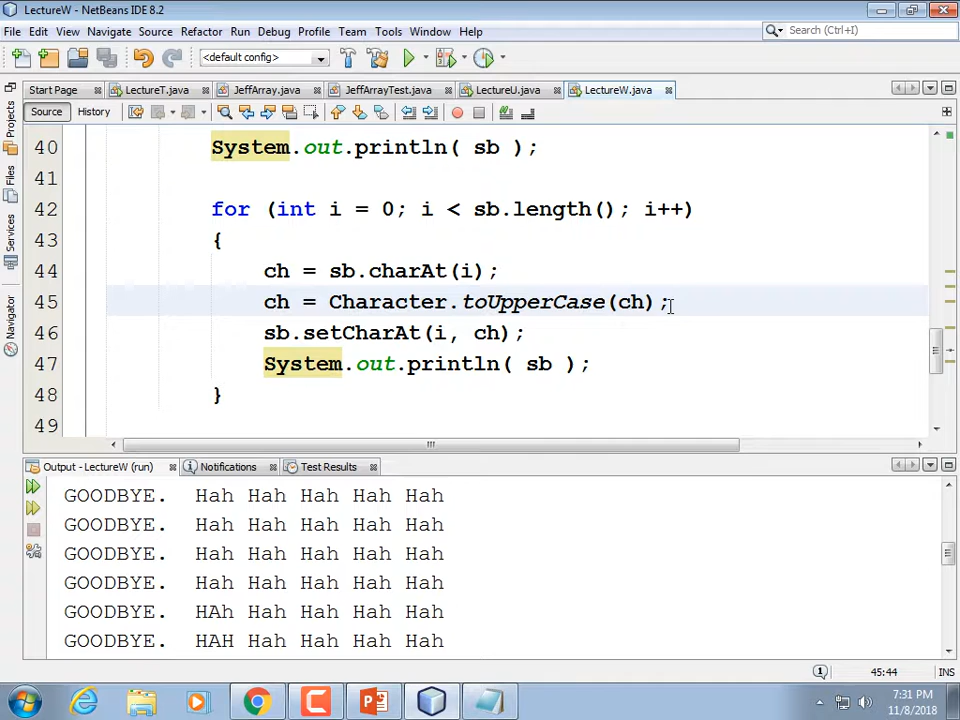 LectureW - NetBeans IDE 8.2
File Edit View Navigate Source Refactor Run Debug Profile Team Tools Window Help
Search (Ctrl+I)
<default config>
Start Page LectureT.java JeffArray.java JeffArrayTest.java LectureU.java LectureW.java
Source History
Projects
Files
Services
40 System.out.println( sb );
41
42 for (int i = 0; i < sb.length(); i++)
43 {
44 ch = sb.charAt(i);
45 ch = Character.toUpperCase(ch);
46 sb.setCharAt(i, ch);
47 System.out.println( sb );
48 }
49
Output - LectureW (run) Notifications Test Results
GOODBYE. Hah Hah Hah Hah Hah
GOODBYE. Hah Hah Hah Hah Hah
GOODBYE. Hah Hah Hah Hah Hah
GOODBYE. Hah Hah Hah Hah Hah
GOODBYE. HAh Hah Hah Hah Hah
GOODBYE. HAH Hah Hah Hah Hah
1 45:44 INS
7:31 PM
11/8/2018